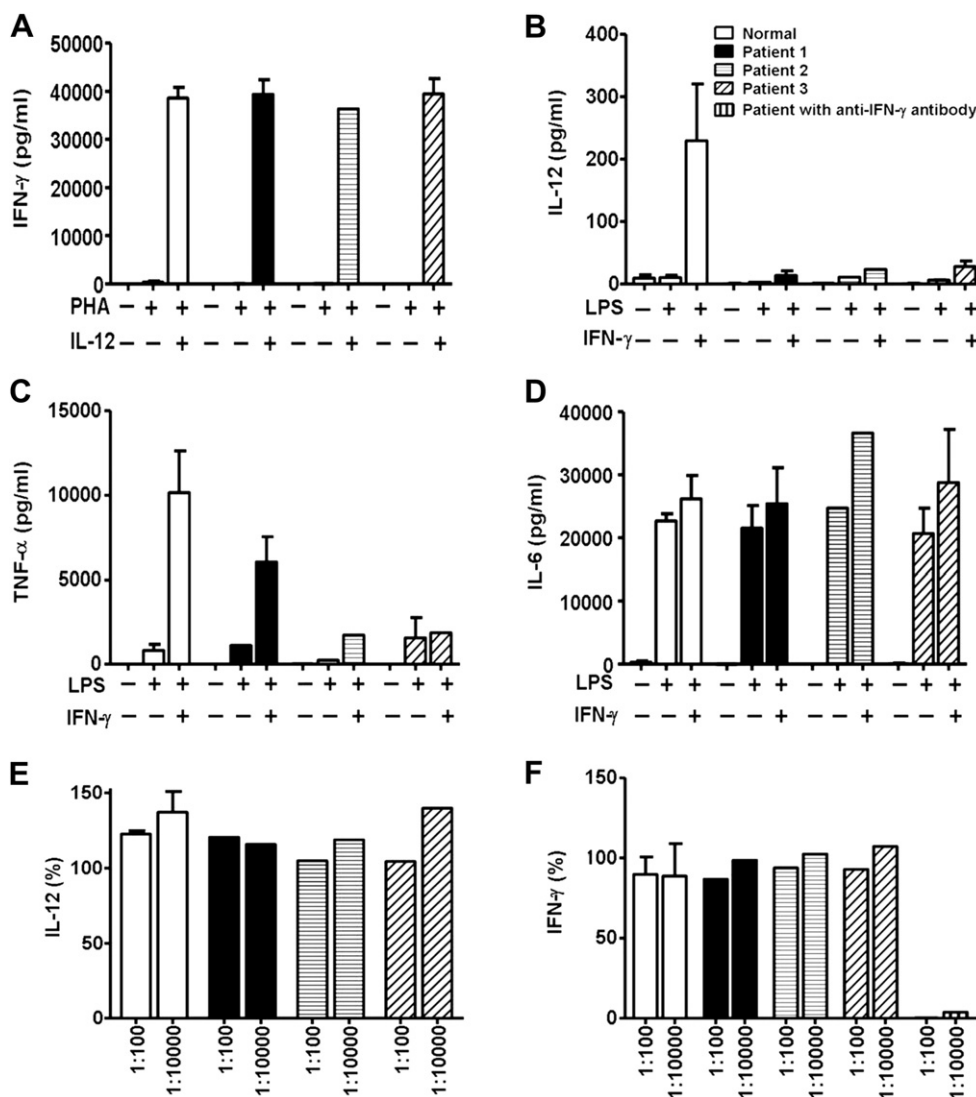 A
IFN-γ (pg/ml)
50000
40000
30000
20000
10000
0
PHA – + + – + + – + + – + +
IL-12 – – + – – + – – + – – +
B
Normal
Patient 1
Patient 2
Patient 3
Patient with anti-IFN-γ antibody
IL-12 (pg/ml)
400
300
200
100
0
LPS – + + – + + – + + – + +
IFN-γ – – + – – + – – + – – +
C
TNF-α (pg/ml)
15000
10000
5000
0
LPS – + + – + + – + + – + +
IFN-γ – – + – – + – – + – – +
D
IL-6 (pg/ml)
40000
30000
20000
10000
0
LPS – + + – + + – + + – + +
IFN-γ – – + – – + – – + – – +
E
IL-12 (%)
150
100
50
0
1:100 1:10000 1:100 1:10000 1:100 1:10000 1:100 1:10000
F
IFN-γ (%)
150
100
50
0
1:100 1:10000 1:100 1:10000 1:100 1:10000 1:100 1:10000 1:100 1:10000